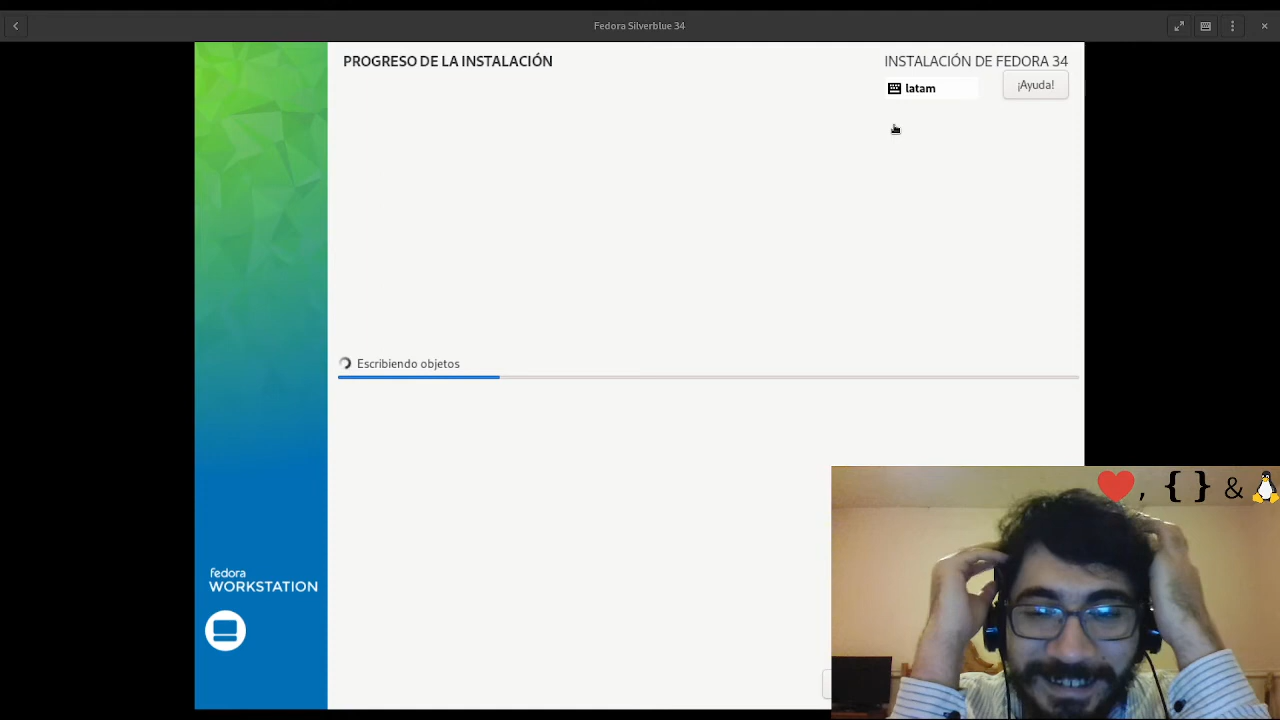 Fedora Silverblue 34
PROGRESO DE LA INSTALACIÓN
INSTALACIÓN DE FEDORA 34
latam
¡Ayuda!
Escribiendo objetos
fedora
WORKSTATION
, { } &